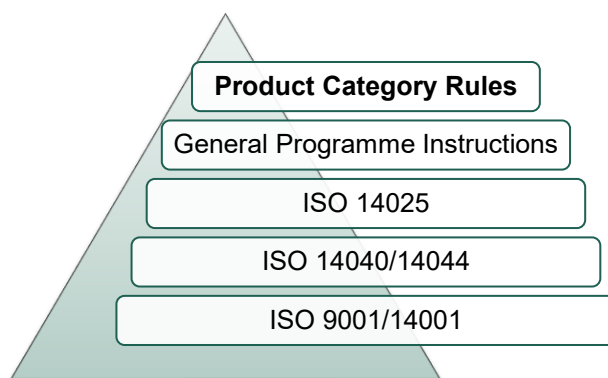 Product Category Rules
General Programme Instructions
ISO 14025
ISO 14040/14044
ISO 9001/14001